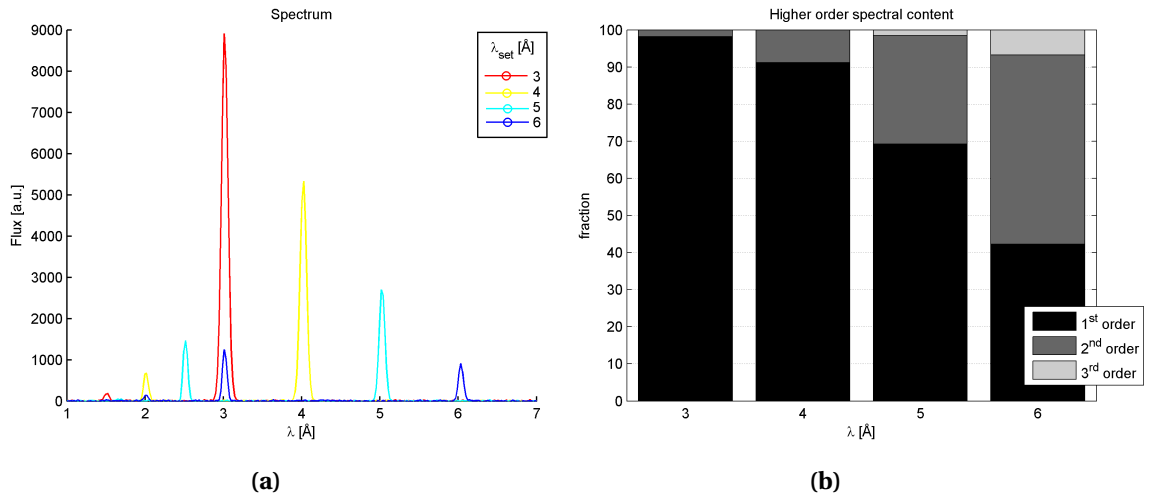 Spectrum
9000
8000
7000
6000
5000
4000
3000
2000
1000
0
Flux [a.u.]
1 2 3 4 5 6 7
λ [Å]
λset [Å]
3
4
5
6
(a)
Higher order spectral content
100
90
80
70
60
50
40
30
20
10
0
fraction
3 4 5 6
λ [Å]
1st order
2nd order
3rd order
(b)